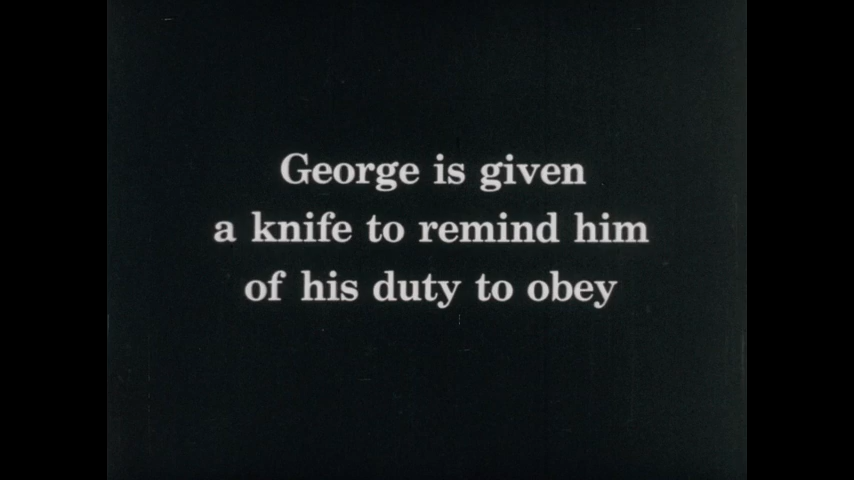 George is given
a knife to remind him
of his duty to obey